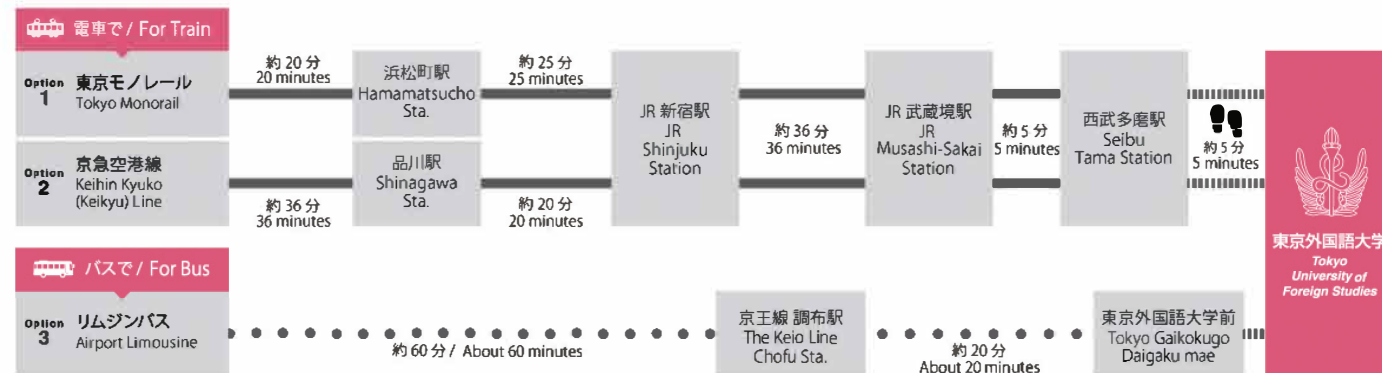 電車で / For Train
Option 1
東京モノレール
Tokyo Monorail
約 20 分
20 minutes
浜松町駅
Hamamatsucho
Sta.
約 25 分
25 minutes
Option 2
京急空港線
Keihin Kyuko
(Keikyu) Line
約 36 分
36 minutes
品川駅
Shinagawa
Sta.
約 20 分
20 minutes
JR 新宿駅
JR
Shinjuku
Station
約 36 分
36 minutes
JR 武蔵境駅
JR
Musashi-Sakai
Station
約 5 分
5 minutes
西武多磨駅
Seibu
Tama Station
約 5 分
5 minutes
東京外国語大学
Tokyo
University of
Foreign Studies
バスで / For Bus
Option 3
リムジンバス
Airport Limousine
約 60 分 / About 60 minutes
京王線 調布駅
The Keio Line
Chofu Sta.
約 20 分
About 20 minutes
東京外国語大学前
Tokyo Gaikokugo
Daigaku mae